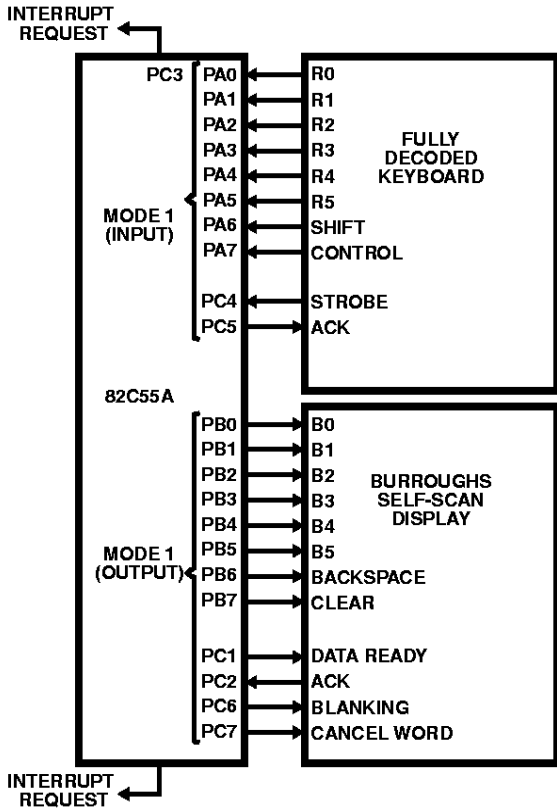 INTERRUPT
REQUEST
PC3 PA0 R0
PA1 R1
PA2 R2
PA3 R3
PA4 R4
PA5 R5
PA6 SHIFT
PA7 CONTROL
MODE 1
(INPUT)
FULLY
DECODED
KEYBOARD
PC4 STROBE
PC5 ACK
82C55A
PB0 B0
PB1 B1
PB2 B2
PB3 B3
PB4 B4
PB5 B5
PB6 BACKSPACE
PB7 CLEAR
MODE 1
(OUTPUT)
BURROUGHS
SELF-SCAN
DISPLAY
PC1 DATA READY
PC2 ACK
PC6 BLANKING
PC7 CANCEL WORD
INTERRUPT
REQUEST